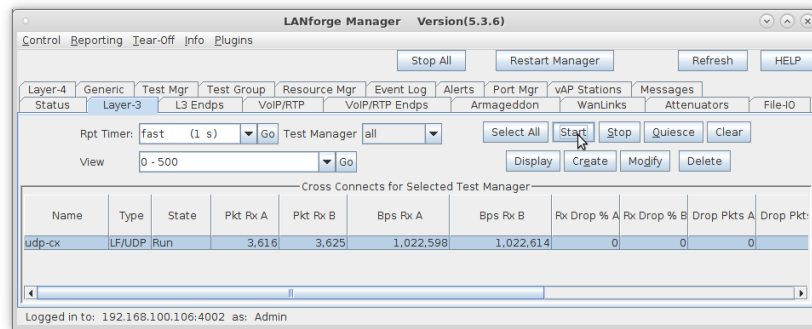 LANforge Manager Version(5.3.6)
Control Reporting Tear-Off Info Plugins
Stop All Restart Manager Refresh HELP
Layer-4 Generic Test Mgr Test Group Resource Mgr Event Log Alerts Port Mgr vAP Stations Messages
Status Layer-3 L3 Endps VoIP/RTP VoIP/RTP Endps Armageddon WanLinks Attenuators File-IO
Rpt Timer: fast (1 s) Go Test Manager all Select All Start Stop Quiesce Clear
View 0 - 500 Go Display Create Modify Delete
Cross Connects for Selected Test Manager
Name Type State Pkt Rx A Pkt Rx B Bps Rx A Bps Rx B Rx Drop % A Rx Drop % B Drop Pkts A Drop Pkts
udp-cx LF/UDP Run 3,616 3,625 1,022,598 1,022,614 0 0 0
Logged in to: 192.168.100.106:4002 as: Admin